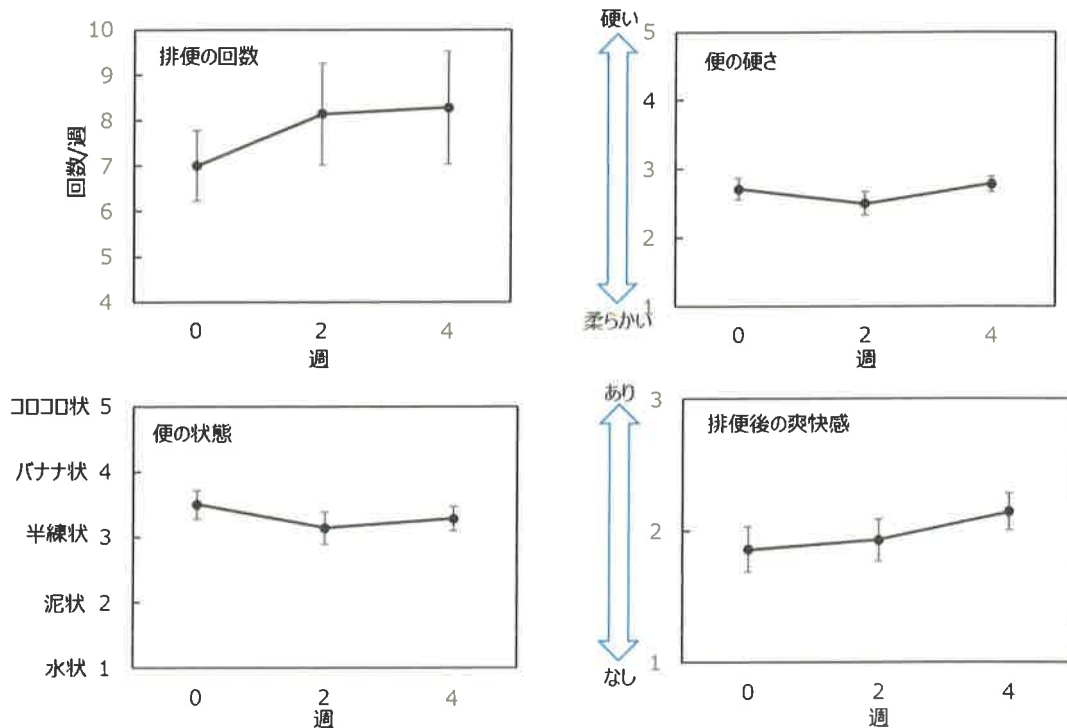 排便の回数
回数/週
10
9
8
7
6
5
4
0 2 4
週
硬い
柔らかい
便の硬さ
5
4
3
2
1
0 2 4
週
便の状態
コロコロ状 5
バナナ状 4
半練状 3
泥状 2
水状 1
0 2 4
週
あり
なし
排便後の爽快感
3
2
1
0 2 4
週